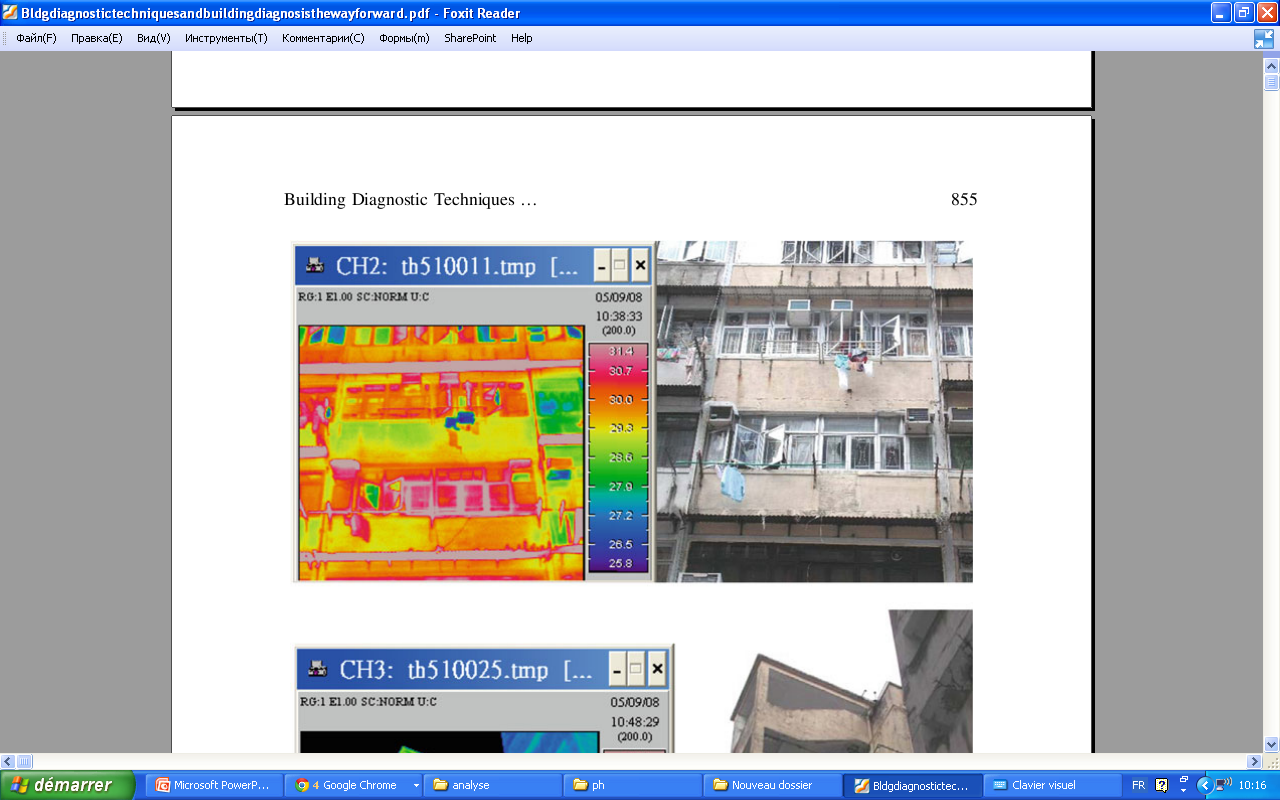 Bldgdiagnostictechniquesandbuildingdiagnosisthewayforward.pdf - Foxit Reader
Файл(F) Правка(E) Вид(V) Инструменты(T) Комментарии(C) Формы(m) SharePoint Help
Building Diagnostic Techniques … 855
CH2: th510011.tmp [...
RG:1 E1.00 SC:NORM U:C 05/09/08
10:38:33
(200.0)
31.4
30.7
30.0
29.3
28.6
27.9
27.2
26.5
25.8
CH3: th510025.tmp [...
RG:1 E1.00 SC:NORM U:C 05/09/08
10:48:29
(200.0)
démarrer Microsoft PowerP... 4 Google Chrome analyse ph Nouveau dossier Bldgdiagnostictec... Clavier visuel FR 10:16